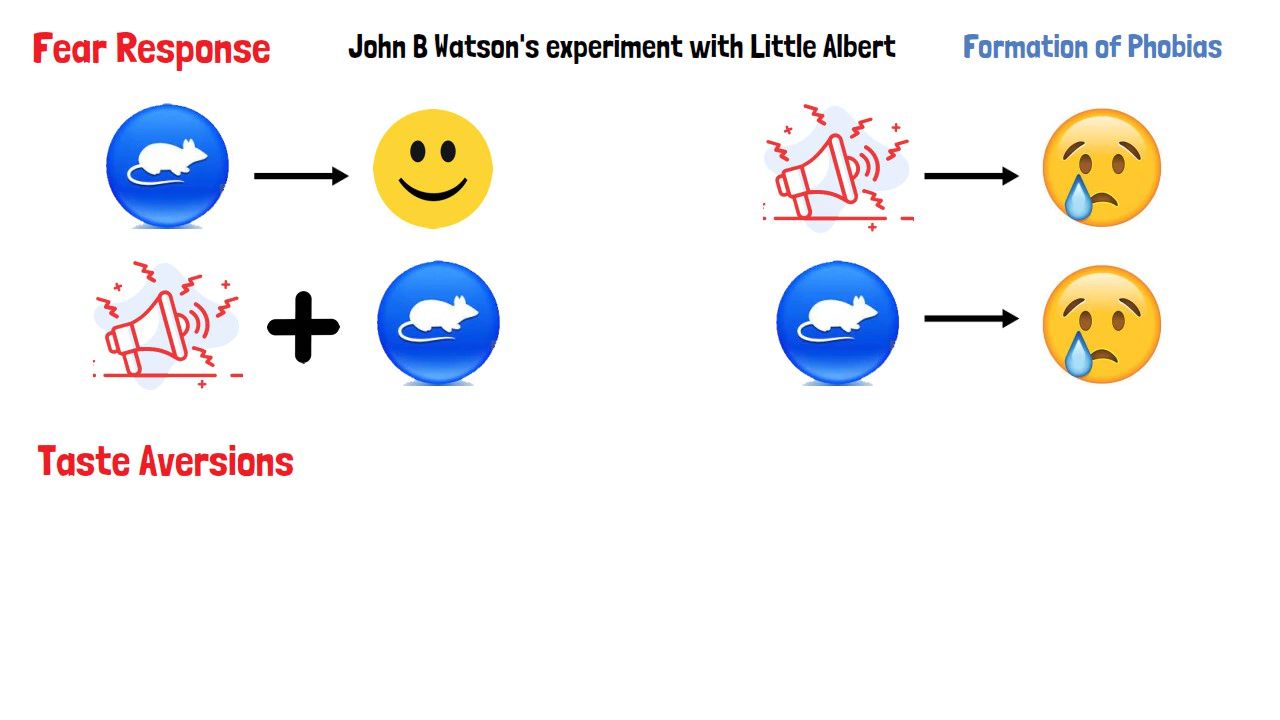 Fear Response
John B Watson's experiment with Little Albert
Formation of Phobias
Taste Aversions